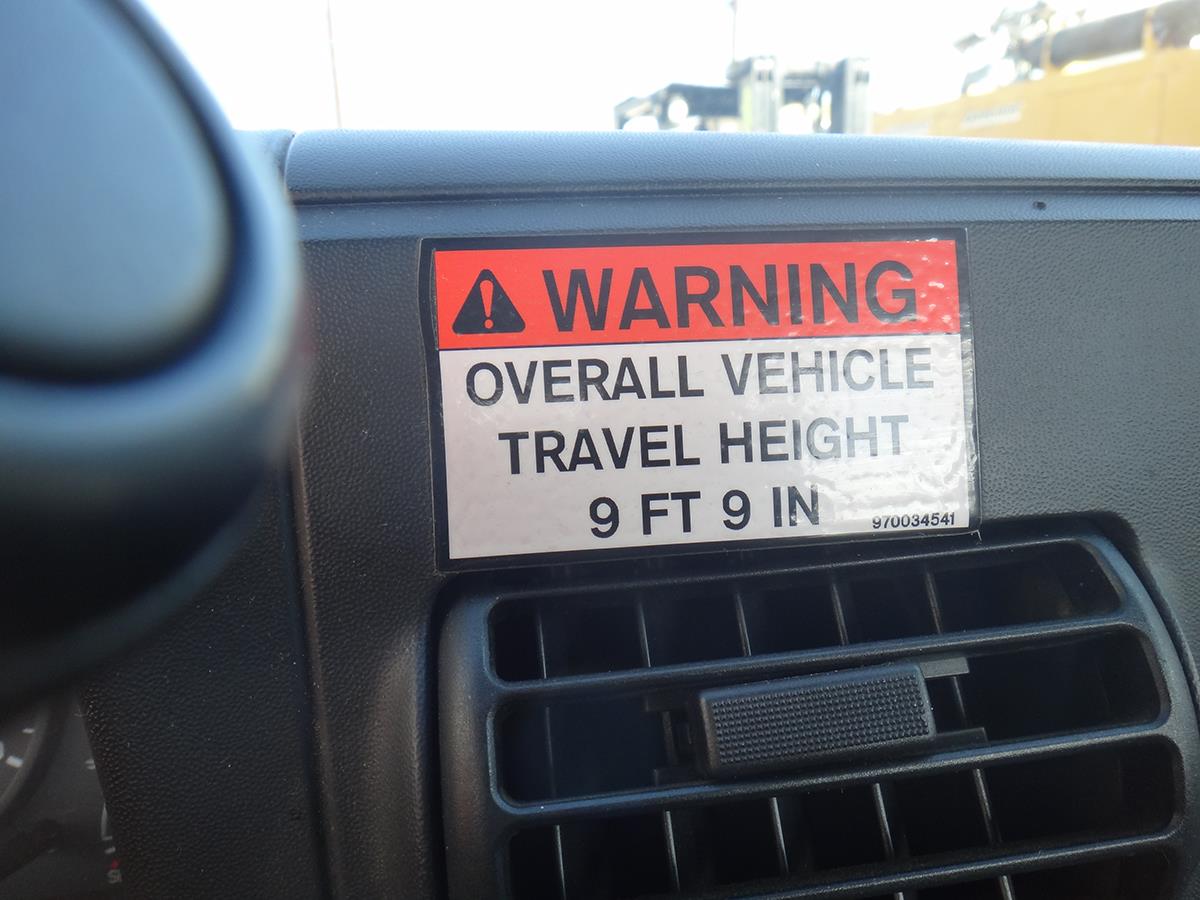 WARNING
OVERALL VEHICLE
TRAVEL HEIGHT
9 FT 9 IN
970034541